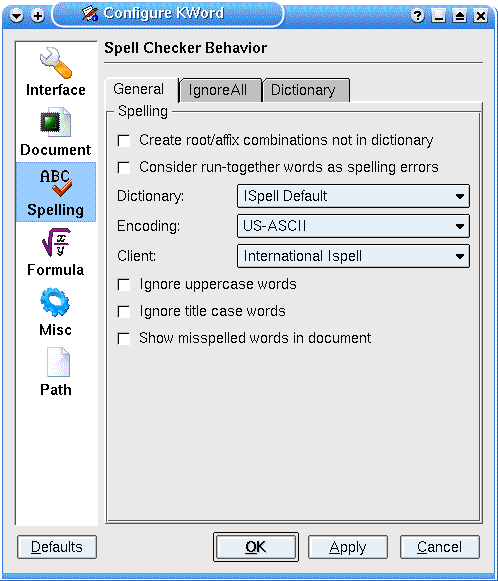 Configure KWord
Spell Checker Behavior
Interface
Document
ABC
Spelling
x
y
Formula
Misc
Path
General
IgnoreAll
Dictionary
Spelling
Create root/affix combinations not in dictionary
Consider run-together words as spelling errors
Dictionary: ISpell Default
Encoding: US-ASCII
Client: International Ispell
Ignore uppercase words
Ignore title case words
Show misspelled words in document
Defaults
OK
Apply
Cancel